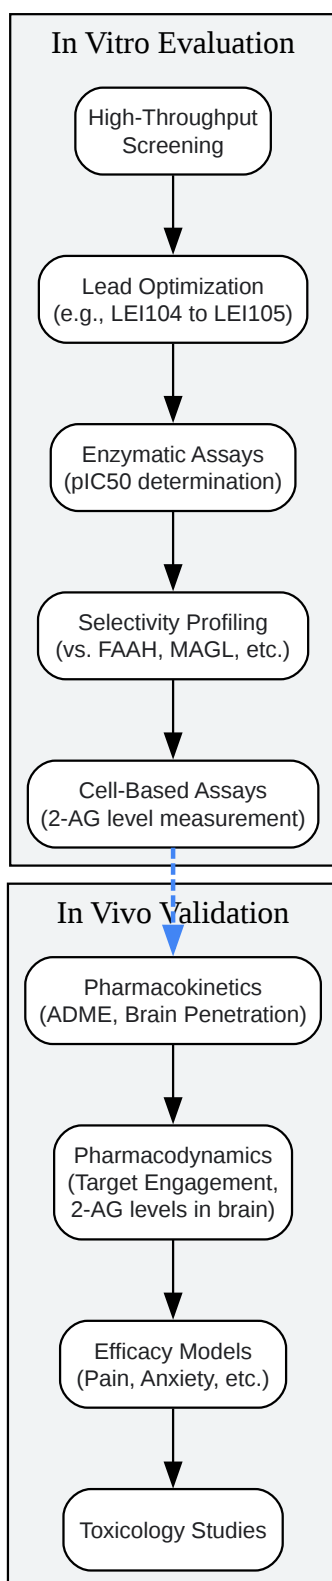 In Vitro Evaluation
High-Throughput
Screening
Lead Optimization
(e.g., LEI104 to LEI105)
Enzymatic Assays
(pIC50 determination)
Selectivity Profiling
(vs. FAAH, MAGL, etc.)
Cell-Based Assays
(2-AG level measurement)
In Vivo Validation
Pharmacokinetics
(ADME, Brain Penetration)
Pharmacodynamics
(Target Engagement,
2-AG levels in brain)
Efficacy Models
(Pain, Anxiety, etc.)
Toxicology Studies